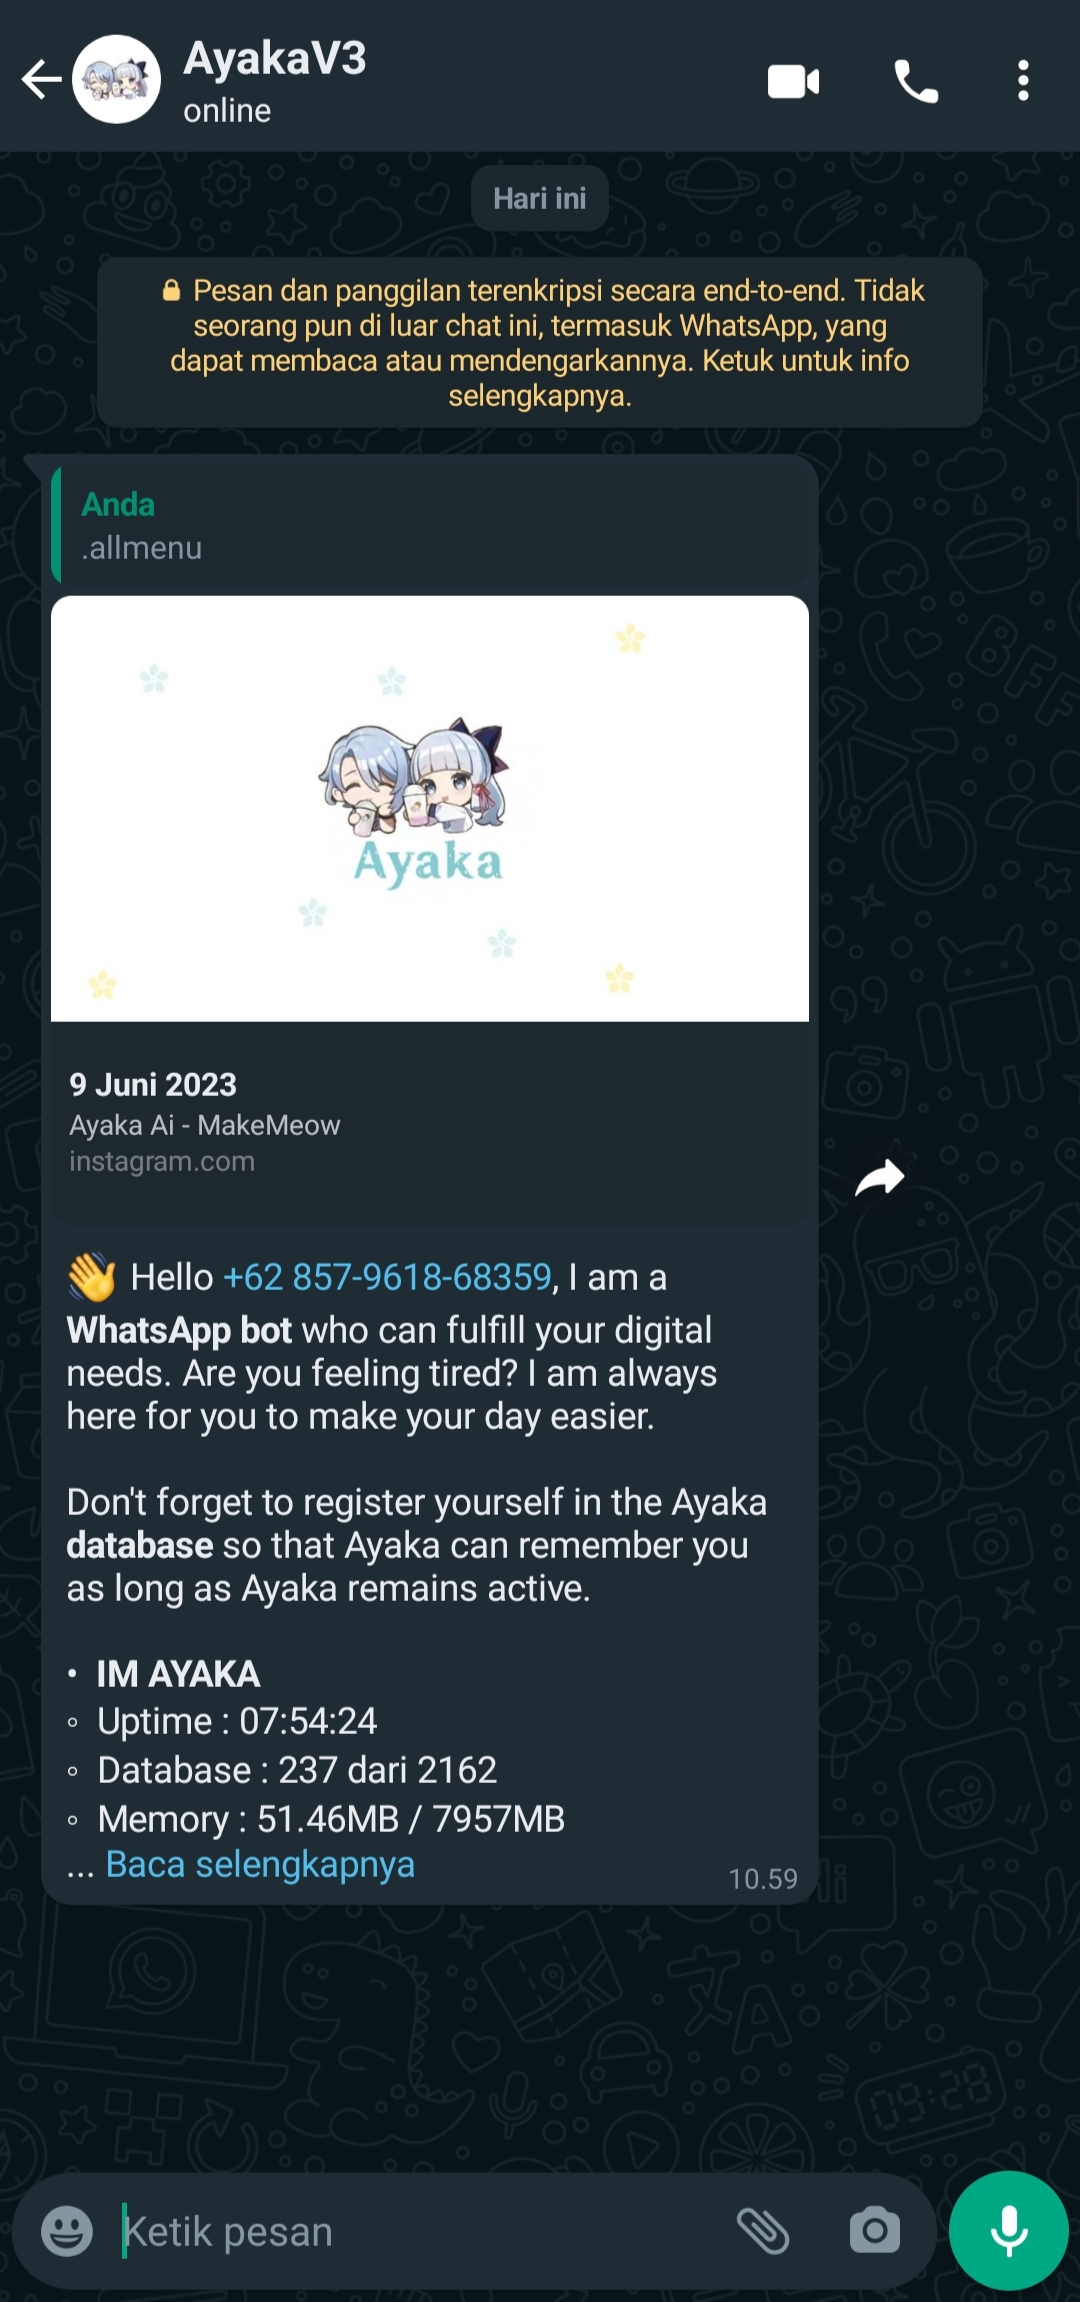 AyakaV3
online
Hari ini
🔒 Pesan dan panggilan terenkripsi secara end-to-end. Tidak
seorang pun di luar chat ini, termasuk WhatsApp, yang
dapat membaca atau mendengarkannya. Ketuk untuk info
selengkapnya.
Anda
.allmenu
Ayaka
9 Juni 2023
Ayaka Ai - MakeMeow
instagram.com
👋 Hello +62 857-9618-68359, I am a
WhatsApp bot who can fulfill your digital
needs. Are you feeling tired? I am always
here for you to make your day easier.
Don't forget to register yourself in the Ayaka
database so that Ayaka can remember you
as long as Ayaka remains active.
• IM AYAKA
◦ Uptime : 07:54:24
◦ Database : 237 dari 2162
◦ Memory : 51.46MB / 7957MB
... Baca selengkapnya
10.59
Ketik pesan